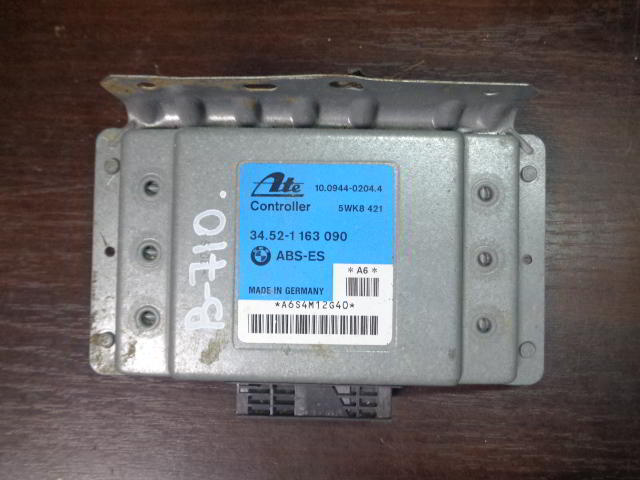 Ate 10.0944-0204.4
Controller 5WK8 421
34.52-1 163 090
BMW ABS-ES
* A6 *
MADE IN GERMANY
*A6S4M12G40*
B-710.